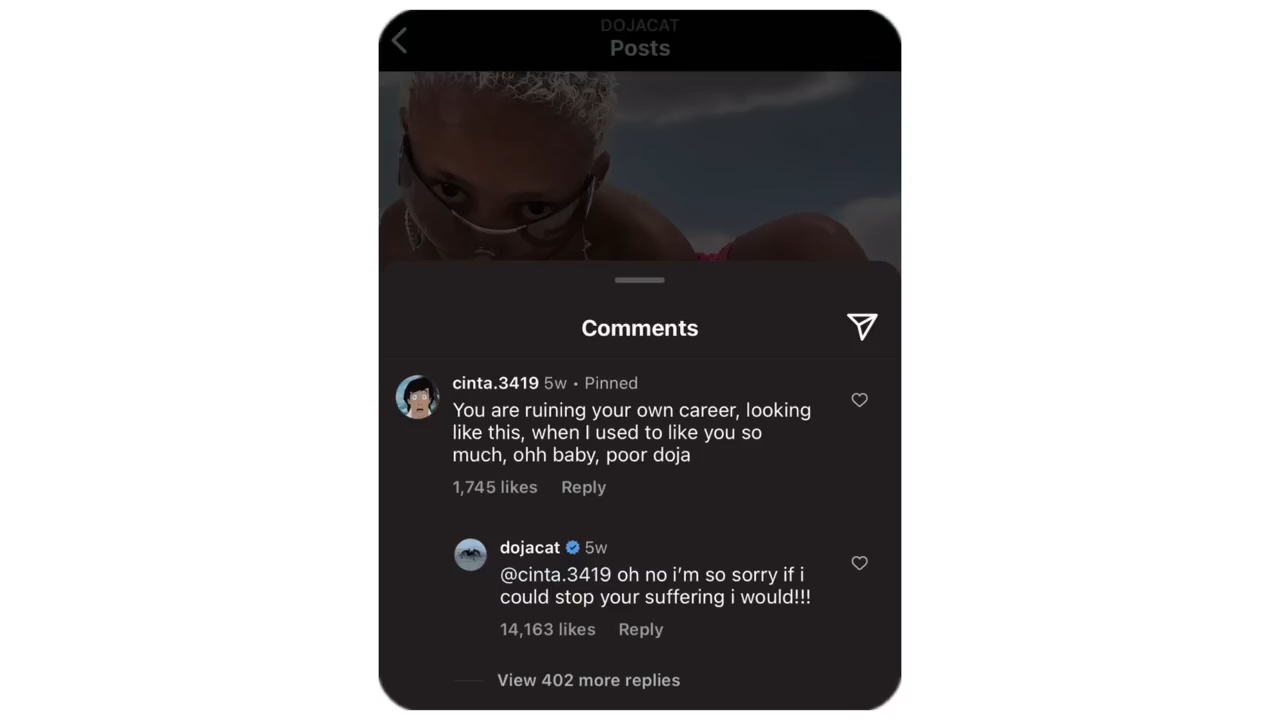 DOJACAT
Posts
Comments
cinta.3419 5w • Pinned
You are ruining your own career, looking
like this, when I used to like you so
much, ohh baby, poor doja
1,745 likes Reply
dojacat 5w
@cinta.3419 oh no i’m so sorry if i
could stop your suffering i would!!!
14,163 likes Reply
View 402 more replies